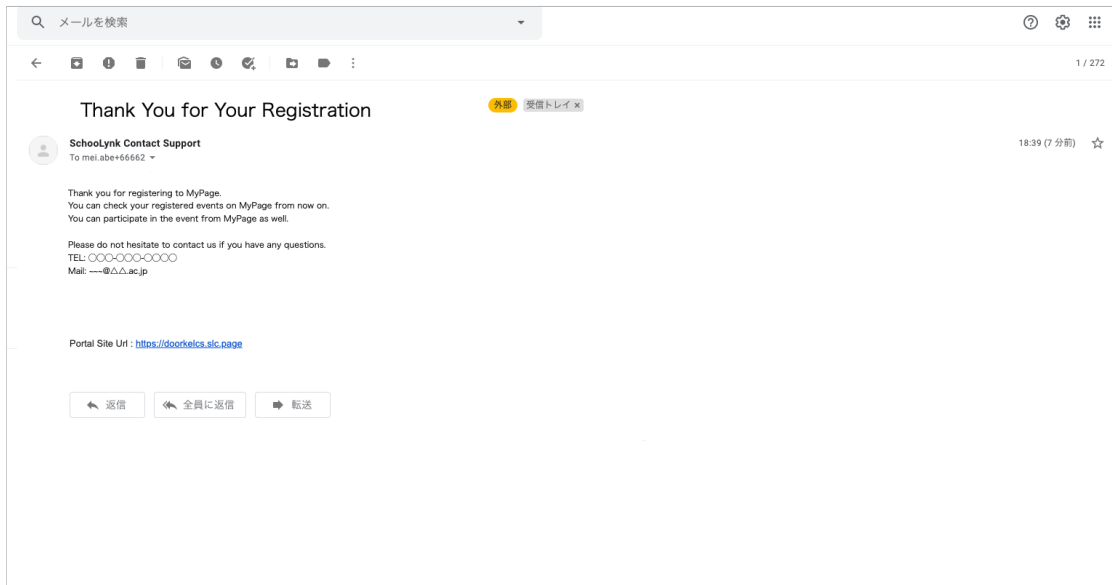 メールを検索
1 / 272
Thank You for Your Registration
外部 受信トレイ ×
SchooLynk Contact Support
18:39 (7 分前)
To mei.abe+66662
Thank you for registering to MyPage.
You can check your registered events on MyPage from now on.
You can participate in the event from MyPage as well.
Please do not hesitate to contact us if you have any questions.
TEL: ○○○-○○○-○○○○
Mail: ~~~@△△.ac.jp
Portal Site Url : https://doorkelcs.slc.page
返信 全員に返信 転送